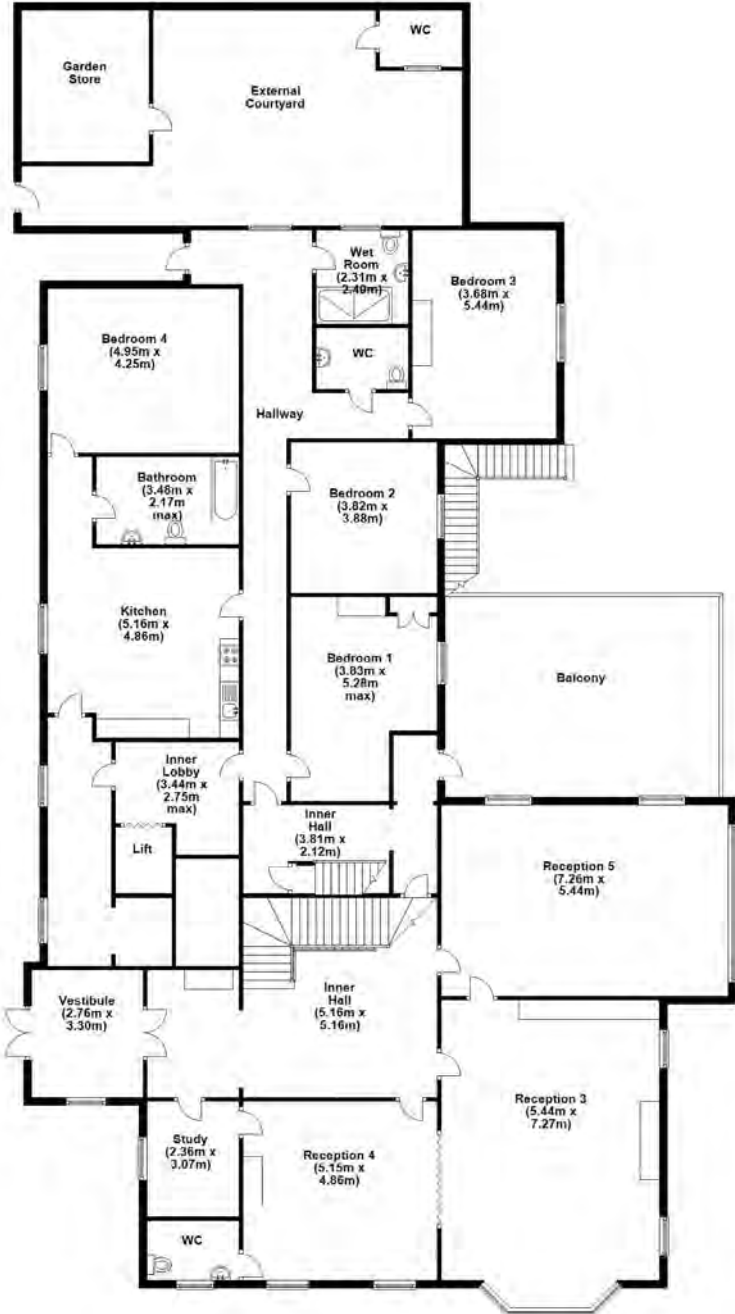 WC
Garden
Store
External
Courtyard
Wet
Room
(2.31m x
2.49m)
Bedroom 3
(3.68m x
5.44m)
Bedroom 4
(4.95m x
4.25m)
WC
Hallway
Bathroom
(3.48m x
2.17m
max)
Bedroom 2
(3.82m x
3.88m)
Kitchen
(5.16m x
4.86m)
Bedroom 1
(3.83m x
5.28m
max)
Balcony
Inner
Lobby
(3.44m x
2.75m
max)
Inner
Hall
(3.81m x
2.12m)
Lift
Reception 5
(7.26m x
5.44m)
Vestibule
(2.76m x
3.30m)
Inner
Hall
(5.16m x
5.16m)
Reception 3
(5.44m x
7.27m)
Study
(2.36m x
3.07m)
Reception 4
(5.15m x
4.86m)
WC